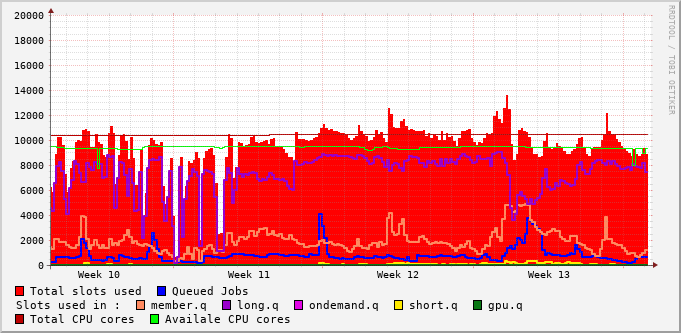 20000
18000
16000
14000
12000
10000
8000
6000
4000
2000
0
Week 10 Week 11 Week 12 Week 13
RRDTOOL / TOBI OETIKER
Total slots used Queued Jobs
Slots used in : member.q long.q ondemand.q short.q gpu.q
Total CPU cores Availale CPU cores